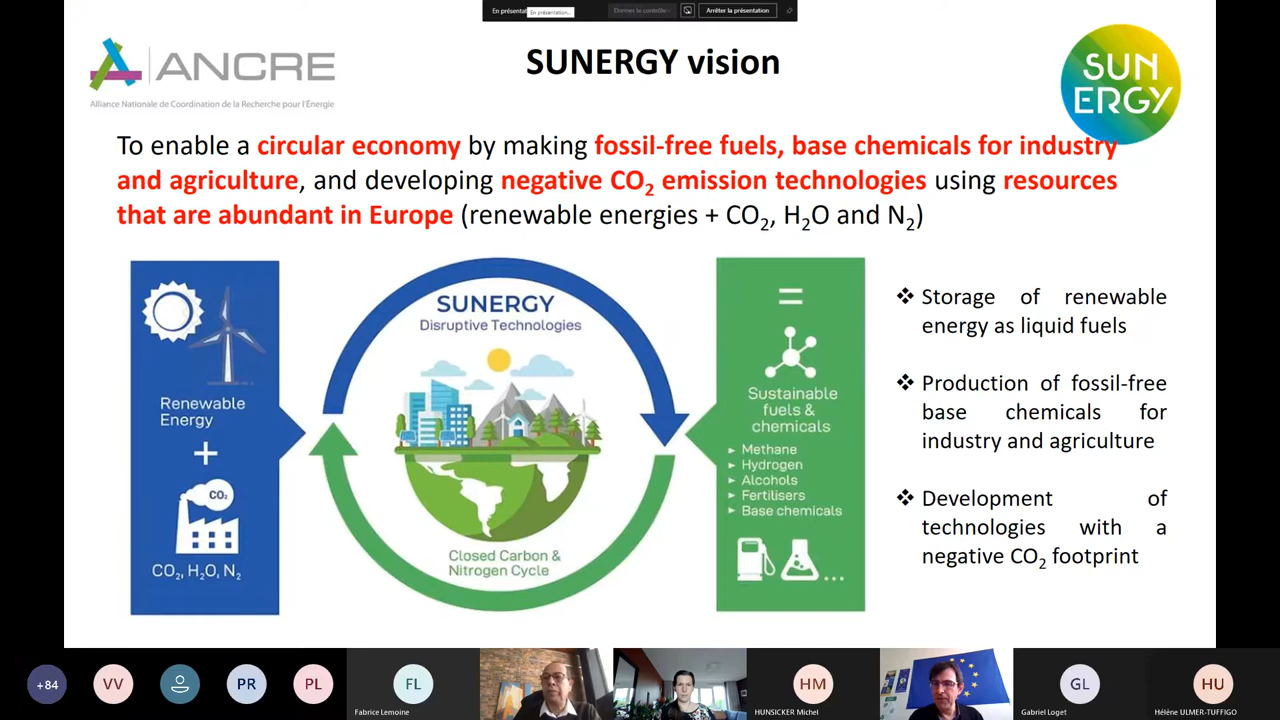 En présentat
En présentation...
Donner le contrôle
Arrêter la présentation
ANCRE
Alliance Nationale de Coordination de la Recherche pour l'Énergie
SUNERGY vision
SUN
ERGY
To enable a circular economy by making fossil-free fuels, base chemicals for industry
and agriculture, and developing negative CO₂ emission technologies using resources
that are abundant in Europe (renewable energies + CO₂, H₂O and N₂)
Renewable
Energy
+
CO₂
CO₂, H₂O, N₂
SUNERGY
Disruptive Technologies
Closed Carbon &
Nitrogen Cycle
=
Sustainable
fuels &
chemicals
► Methane
► Hydrogen
► Alcohols
► Fertilisers
► Base chemicals
...
❖ Storage of renewable
energy as liquid fuels
❖ Production of fossil-free
base chemicals for
industry and agriculture
❖ Development of
technologies with a
negative CO₂ footprint
+84
VV
PR
PL
FL
Fabrice Lemoine
HM
HUNSICKER Michel
GL
Gabriel Loget
HU
Hélène ULMER-TUFFIGO